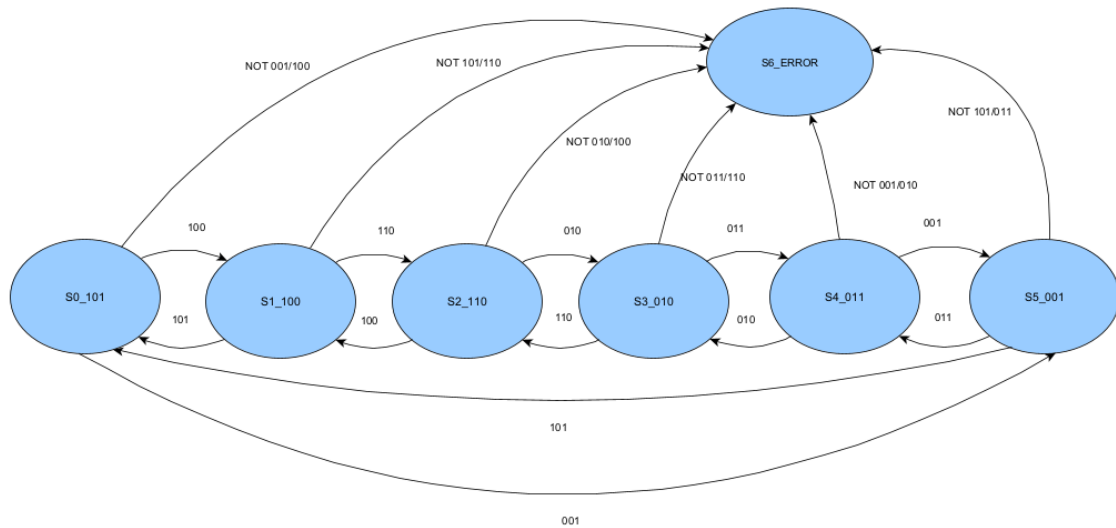 S6_ERROR
NOT 001/100
NOT 101/110
NOT 101/011
NOT 010/100
NOT 011/110
NOT 001/010
100
110
010
011
001
S0_101
S1_100
S2_110
S3_010
S4_011
S5_001
101
100
110
010
011
101
001